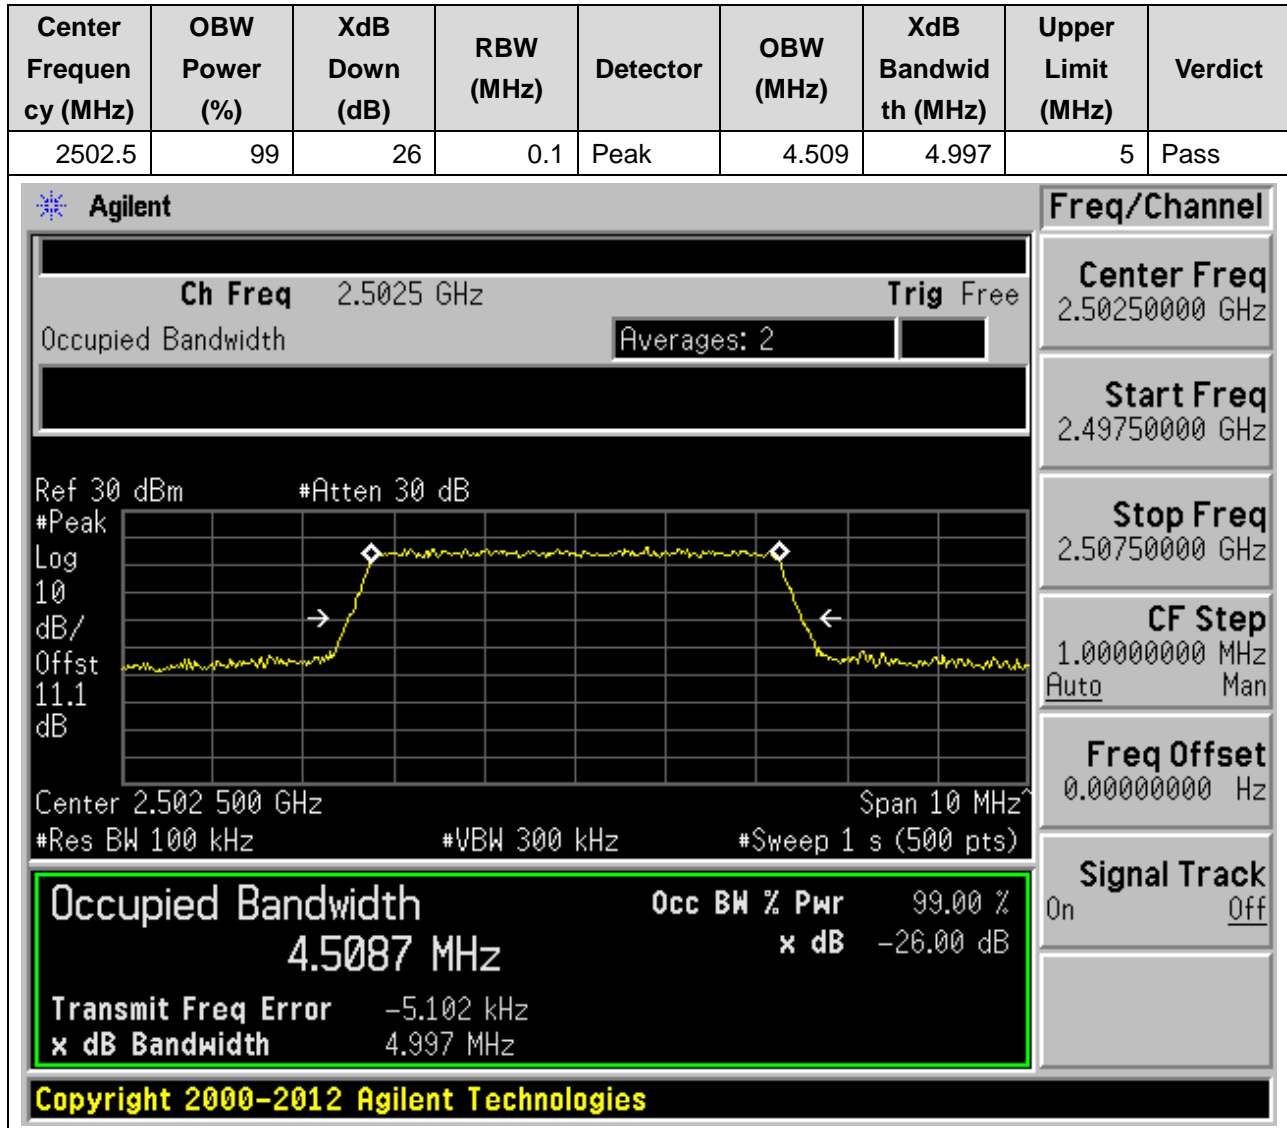 Center Frequen cy (MHz)
OBW Power (%)
XdB Down (dB)
RBW (MHz)
Detector
OBW (MHz)
XdB Bandwid th (MHz)
Upper Limit (MHz)
Verdict
2502.5 99 26 0.1 Peak 4.509 4.997 5 Pass
Agilent
Ch Freq 2.5025 GHz Trig Free
Occupied Bandwidth Averages: 2
Ref 30 dBm #Atten 30 dB
#Peak
Log
10
dB/
Offst
11.1
dB
Center 2.502 500 GHz Span 10 MHz^
#Res BW 100 kHz #VBW 300 kHz #Sweep 1 s (500 pts)
Occupied Bandwidth Occ BW % Pwr 99.00 %
4.5087 MHz x dB -26.00 dB
Transmit Freq Error -5.102 kHz
x dB Bandwidth 4.997 MHz
Copyright 2000-2012 Agilent Technologies
Freq/Channel
Center Freq
2.50250000 GHz
Start Freq
2.49750000 GHz
Stop Freq
2.50750000 GHz
CF Step
1.00000000 MHz
Auto Man
Freq Offset
0.00000000 Hz
Signal Track
On Off